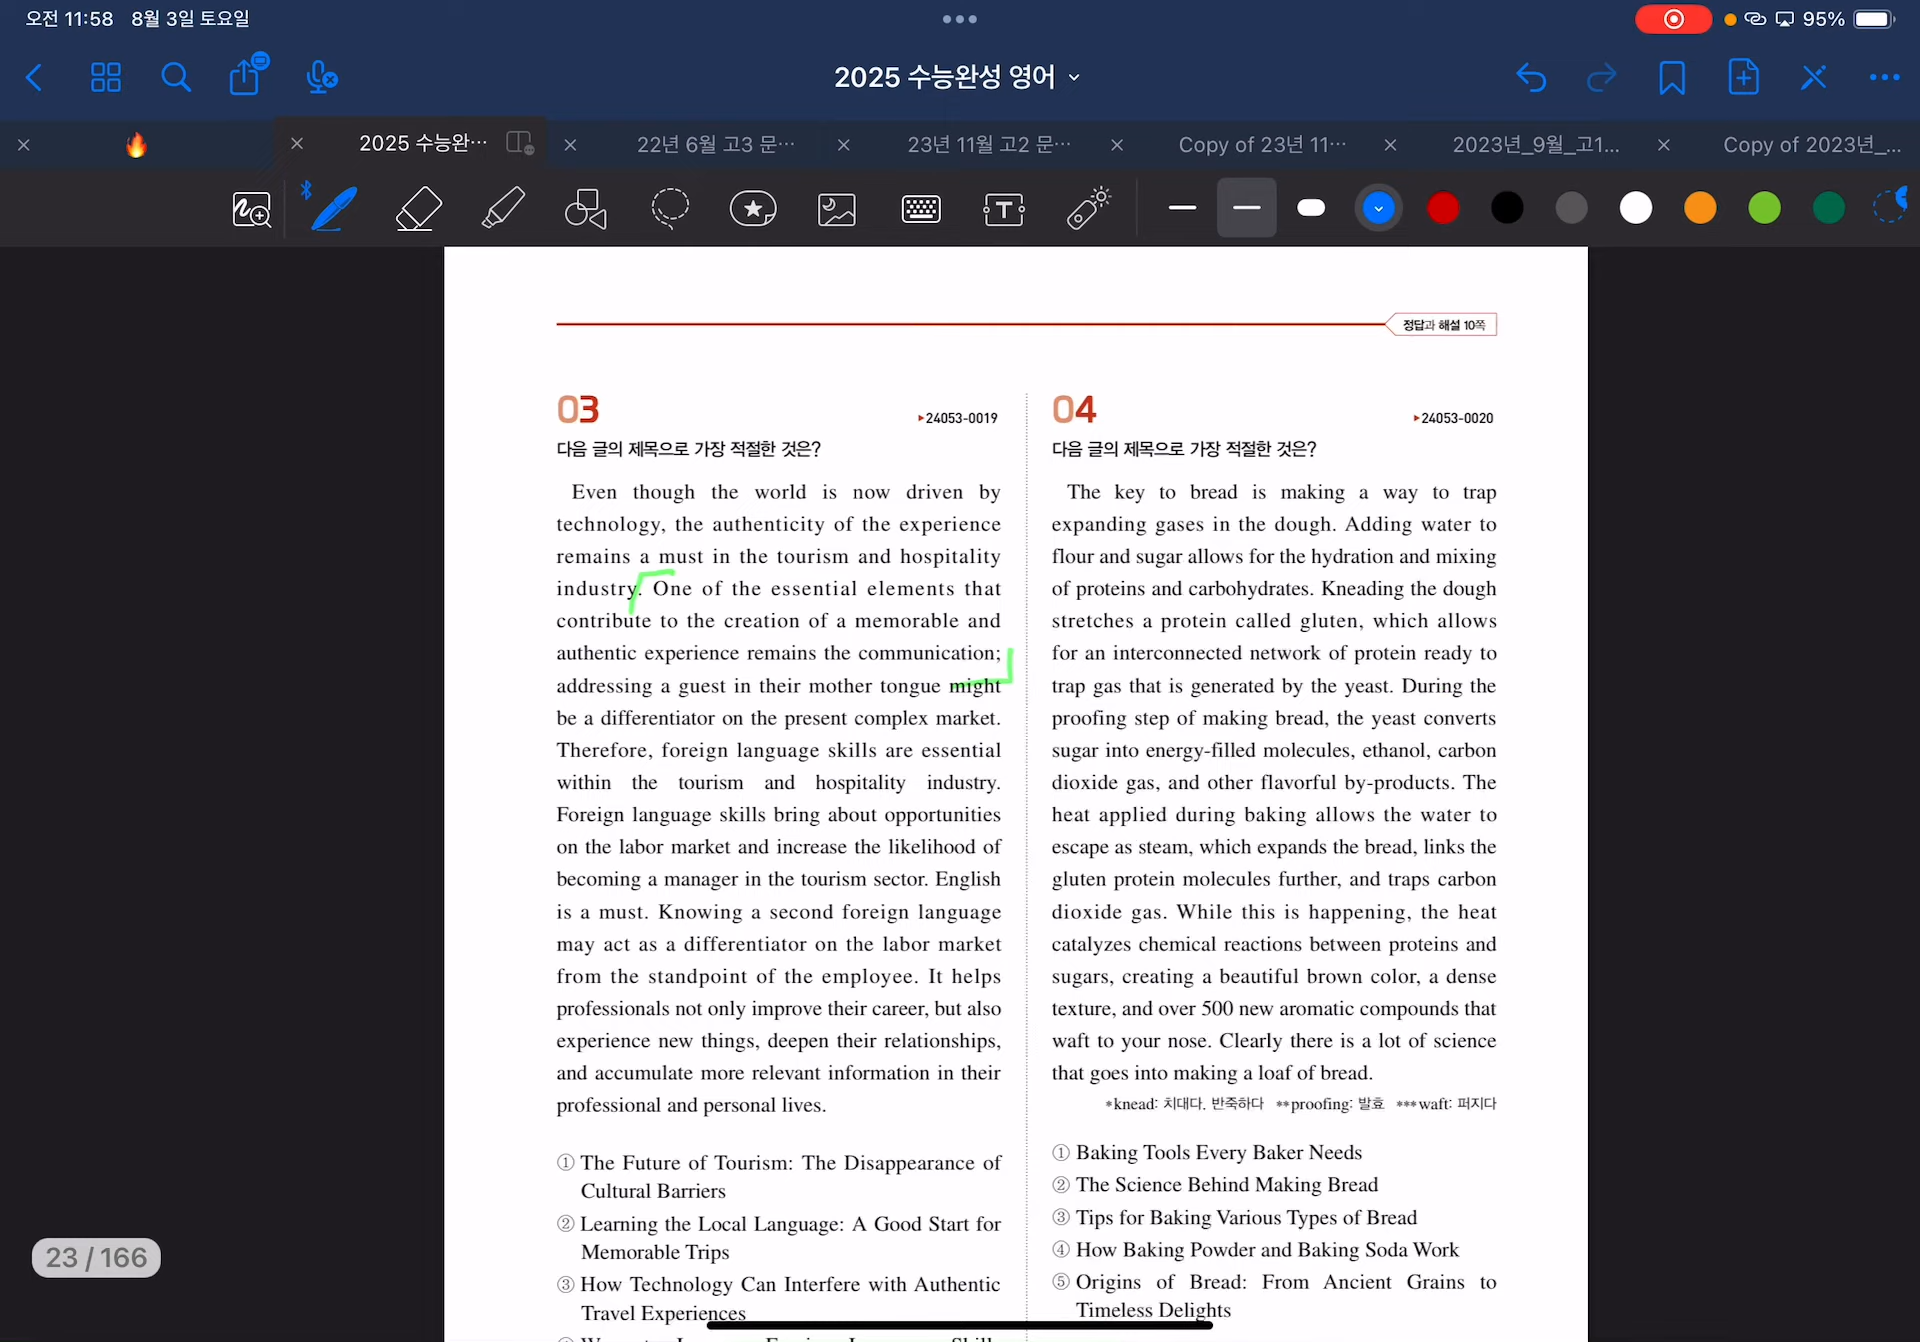 오전 11:58 8월 3일 토요일
95%
2025 수능완성 영어
🔥
2025 수능완…
22년 6월 고3 문…
23년 11월 고2 문…
Copy of 23년 11…
2023년_9월_고1...
Copy of 2023년_...
정답과 해설 10쪽
03
24053-0019
다음 글의 제목으로 가장 적절한 것은?
Even though the world is now driven by
technology, the authenticity of the experience
remains a must in the tourism and hospitality
industry. One of the essential elements that
contribute to the creation of a memorable and
authentic experience remains the communication;
addressing a guest in their mother tongue might
be a differentiator on the present complex market.
Therefore, foreign language skills are essential
within the tourism and hospitality industry.
Foreign language skills bring about opportunities
on the labor market and increase the likelihood of
becoming a manager in the tourism sector. English
is a must. Knowing a second foreign language
may act as a differentiator on the labor market
from the standpoint of the employee. It helps
professionals not only improve their career, but also
experience new things, deepen their relationships,
and accumulate more relevant information in their
professional and personal lives.
① The Future of Tourism: The Disappearance of
Cultural Barriers
② Learning the Local Language: A Good Start for
Memorable Trips
③ How Technology Can Interfere with Authentic
Travel Experiences
04
24053-0020
다음 글의 제목으로 가장 적절한 것은?
The key to bread is making a way to trap
expanding gases in the dough. Adding water to
flour and sugar allows for the hydration and mixing
of proteins and carbohydrates. Kneading the dough
stretches a protein called gluten, which allows
for an interconnected network of protein ready to
trap gas that is generated by the yeast. During the
proofing step of making bread, the yeast converts
sugar into energy-filled molecules, ethanol, carbon
dioxide gas, and other flavorful by-products. The
heat applied during baking allows the water to
escape as steam, which expands the bread, links the
gluten protein molecules further, and traps carbon
dioxide gas. While this is happening, the heat
catalyzes chemical reactions between proteins and
sugars, creating a beautiful brown color, a dense
texture, and over 500 new aromatic compounds that
waft to your nose. Clearly there is a lot of science
that goes into making a loaf of bread.
*knead: 치대다, 반죽하다 **proofing: 발효 ***waft: 퍼지다
① Baking Tools Every Baker Needs
② The Science Behind Making Bread
③ Tips for Baking Various Types of Bread
④ How Baking Powder and Baking Soda Work
⑤ Origins of Bread: From Ancient Grains to
Timeless Delights
23 / 166